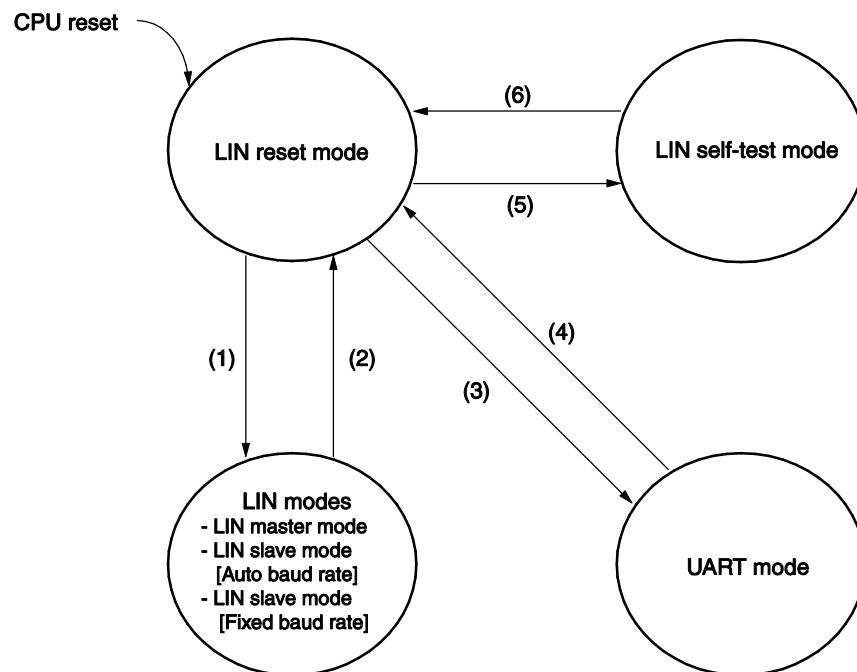 CPU reset
LIN reset mode
(6)
LIN self-test mode
(5)
(1)
(2)
(4)
(3)
LIN modes
- LIN master mode
- LIN slave mode
[Auto baud rate]
- LIN slave mode
[Fixed baud rate]
UART mode